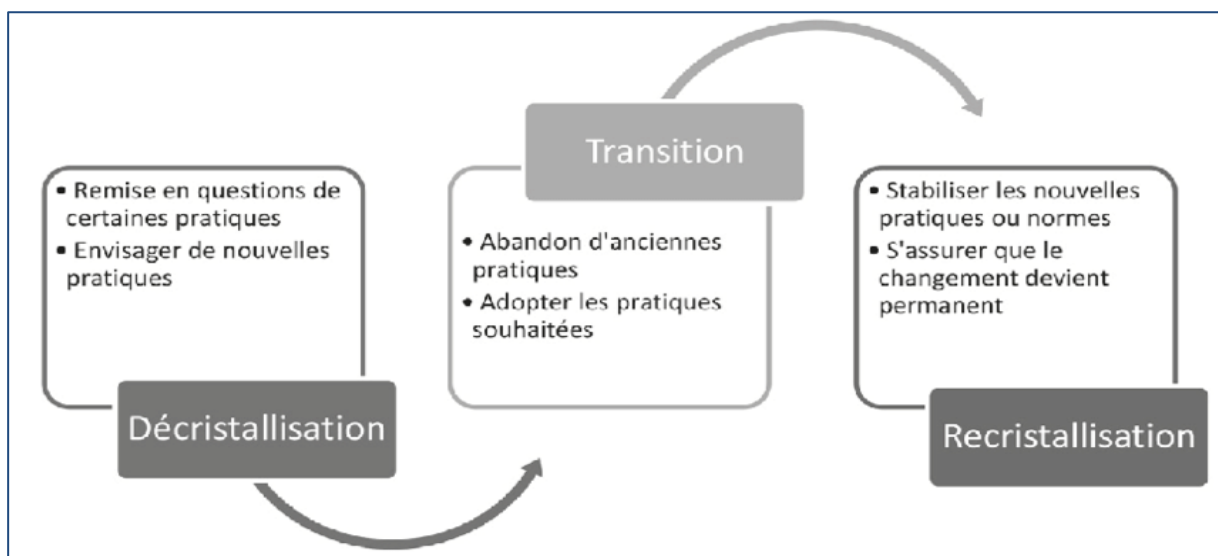 • Remise en questions de
certaines pratiques
• Envisager de nouvelles
pratiques
Décristallisation
Transition
• Abandon d'anciennes
pratiques
• Adopter les pratiques
souhaitées
• Stabiliser les nouvelles
pratiques ou normes
• S'assurer que le
changement devient
permanent
Recristallisation